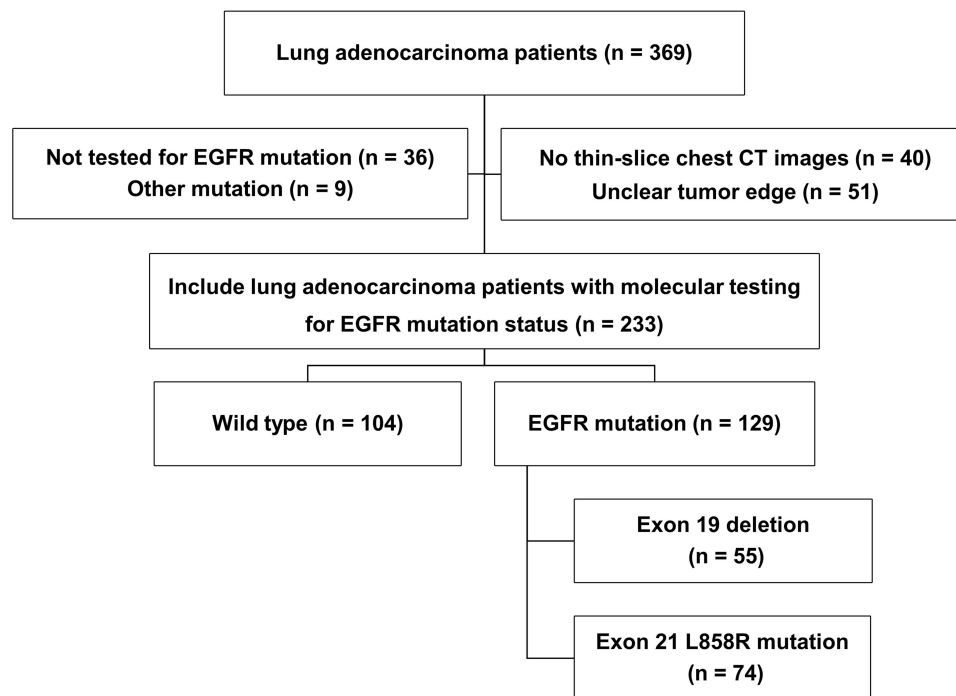 Lung adenocarcinoma patients (n = 369)
Not tested for EGFR mutation (n = 36)
Other mutation (n = 9)
No thin-slice chest CT images (n = 40)
Unclear tumor edge (n = 51)
Include lung adenocarcinoma patients with molecular testing
for EGFR mutation status (n = 233)
Wild type (n = 104)
EGFR mutation (n = 129)
Exon 19 deletion
(n = 55)
Exon 21 L858R mutation
(n = 74)